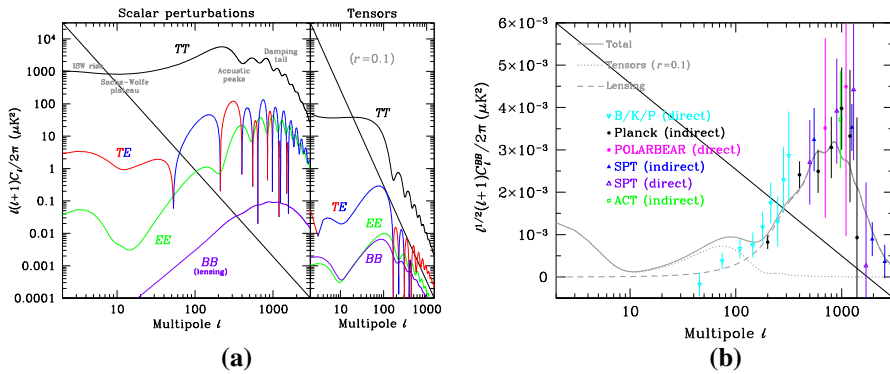 Scalar perturbations
Tensors
ℓ(ℓ+1)Cℓ/2π (μK²)
10⁴
1000
100
10
1
0.1
0.01
0.001
0.0001
TT
ISW rise
Sachs-Wolfe
plateau
Acoustic
peaks
Damping
tail
TE
EE
BB
(lensing)
(r=0.1)
TT
TE
EE
BB
10
100
1000
10
100
1000
Multipole ℓ
Multipole ℓ
(a)
ℓ¹/²(ℓ+1)CℓBB/2π (μK²)
6×10⁻³
5×10⁻³
4×10⁻³
3×10⁻³
2×10⁻³
10⁻³
0
Total
Tensors (r=0.1)
Lensing
B/K/P (direct)
Planck (indirect)
POLARBEAR (direct)
SPT (indirect)
SPT (direct)
ACT (indirect)
10
100
1000
Multipole ℓ
(b)